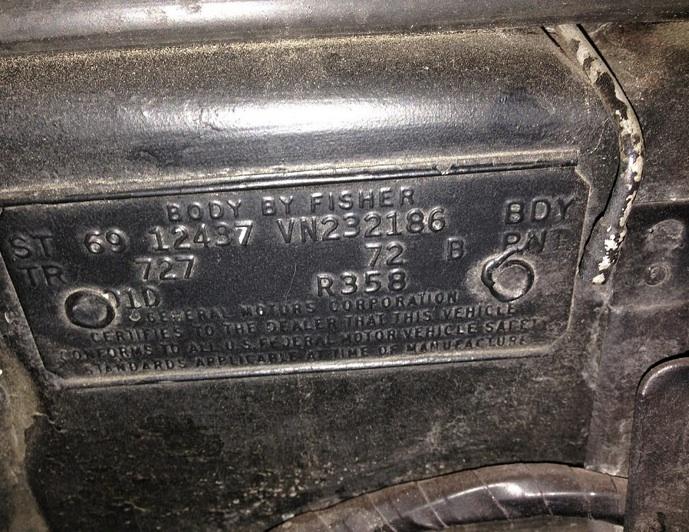 BODY BY FISHER
ST 69 12437 VN232186 BDY
TR 727 72 B PNT
01D R358
GENERAL MOTORS CORPORATION
CERTIFIES TO THE DEALER THAT THIS VEHICLE
CONFORMS TO ALL U.S. FEDERAL MOTOR VEHICLE SAFETY
STANDARDS APPLICABLE AT TIME OF MANUFACTURE